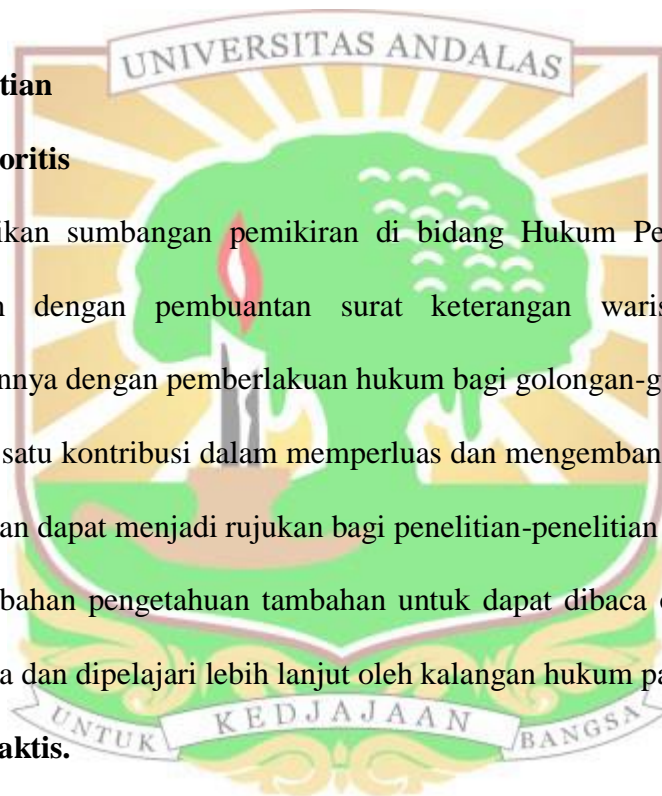 UNIVERSITAS ANDALAS
tian
oritis
ikan sumbangan pemikiran di bidang Hukum Pe
n dengan pembuantan surat keterangan waris
nnya dengan pemberlakuan hukum bagi golongan-g
satu kontribusi dalam memperluas dan mengemban
an dapat menjadi rujukan bagi penelitian-penelitian
bahan pengetahuan tambahan untuk dapat dibaca
a dan dipelajari lebih lanjut oleh kalangan hukum pa
UNTUK KEDJAJAAN BANGSA
aktis.